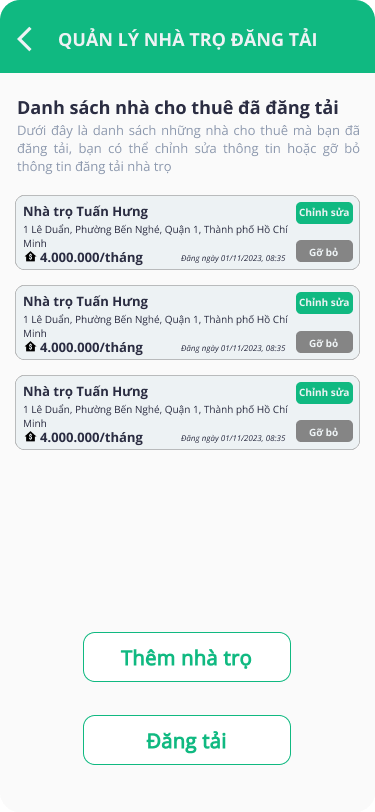 QUẢN LÝ NHÀ TRỌ ĐĂNG TẢI
Danh sách nhà cho thuê đã đăng tải
Dưới đây là danh sách những nhà cho thuê mà bạn đã
đăng tải, bạn có thể chỉnh sửa thông tin hoặc gỡ bỏ
thông tin đăng tải nhà trọ
Nhà trọ Tuấn Hưng
Chỉnh sửa
1 Lê Duẩn, Phường Bến Nghé, Quận 1, Thành phố Hồ Chí
Minh
4.000.000/tháng
Đăng ngày 01/11/2023, 08:35
Gỡ bỏ
Nhà trọ Tuấn Hưng
Chỉnh sửa
1 Lê Duẩn, Phường Bến Nghé, Quận 1, Thành phố Hồ Chí
Minh
4.000.000/tháng
Đăng ngày 01/11/2023, 08:35
Gỡ bỏ
Nhà trọ Tuấn Hưng
Chỉnh sửa
1 Lê Duẩn, Phường Bến Nghé, Quận 1, Thành phố Hồ Chí
Minh
4.000.000/tháng
Đăng ngày 01/11/2023, 08:35
Gỡ bỏ
Thêm nhà trọ
Đăng tải